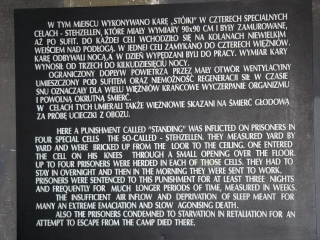 W TYM MIEJSCU WYKONYWANO KARĘ „STÓJKI" W CZTERECH SPECJALNYCH
CELACH - STEHZELLEN, KTÓRE MIAŁY WYMIARY 90x90 CM I BYŁY ZAMUROWANE,
AŻ PO SUFIT. DO KAŻDEJ CELI WCHODZIŁO SIĘ NA KOLANACH NIEWIELKIM
WEJŚCIEM NAD PODŁOGĄ. W JEDNEJ CELI ZAMYKANO DO CZTERECH WIĘŹNIÓW.
KARĘ ODBYWALI NOCĄ, A W DZIEŃ WYPĘDZANI BYLI DO PRACY. WYMIAR KARY
WYNOSIŁ OD TRZECH DO KILKUDZIESIĘCIU NOCY.
OGRANICZONY DOPŁYW POWIETRZA PRZEZ MAŁY OTWÓR WENTYLACYJNY
UMIESZCZONY POD SUFITEM ORAZ NIEMOŻNOŚĆ REGENERACJI SIŁ W CZASIE
SNU OZNACZAŁY DLA WIELU WIĘŹNIÓW KRAŃCOWE WYCZERPANIE ORGANIZMU
I POWOLNĄ OKRUTNĄ ŚMIERĆ.
W CELACH TYCH UMIERALI TAKŻE WIĘŹNIOWIE SKAZANI NA ŚMIERĆ GŁODOWĄ
ZA PRÓBĘ UCIECZKI Z OBOZU.
HERE A PUNISHMENT CALLED "STANDING" WAS INFLICTED ON PRISONERS IN
FOUR SPECIAL CELLS THE SO-CALLED - STEHZELLEN. THEY MEASURED YARD BY
YARD AND WERE BRICKED UP FROM THE LOOR TO THE CEILING. ONE ENTERED
THE CELL ON HIS KNEES THROUGH A SMALL OPENING OVER THE FLOOR.
UP TO FOUR PRISONERS WERE HERDED IN EACH OF THOSE CELLS. THEY HAD TO
STAY IN OVERNIGHT AND THEN IN THE MORNING THEY WERE SENT TO WORK.
PRISONERS WERE SENTENCED TO THIS PUNISHMENT FOR AT LEAST THREE NIGHTS
AND FREQUENTLY FOR MUCH LONGER PERIODS OF TIME, MEASURED IN WEEKS.
THE INSUFFICIENT AIR INFLOW AND DEPRIVATION OF SLEEP MEANT FOR
MANY AN EXTREME EMACIATION AND SLOW AGONISING DEATH.
ALSO THE PRISONERS CONDEMNED TO STARVATION IN RETALIATION FOR AN
ATTEMPT TO ESCAPE FROM THE CAMP DIED THERE.